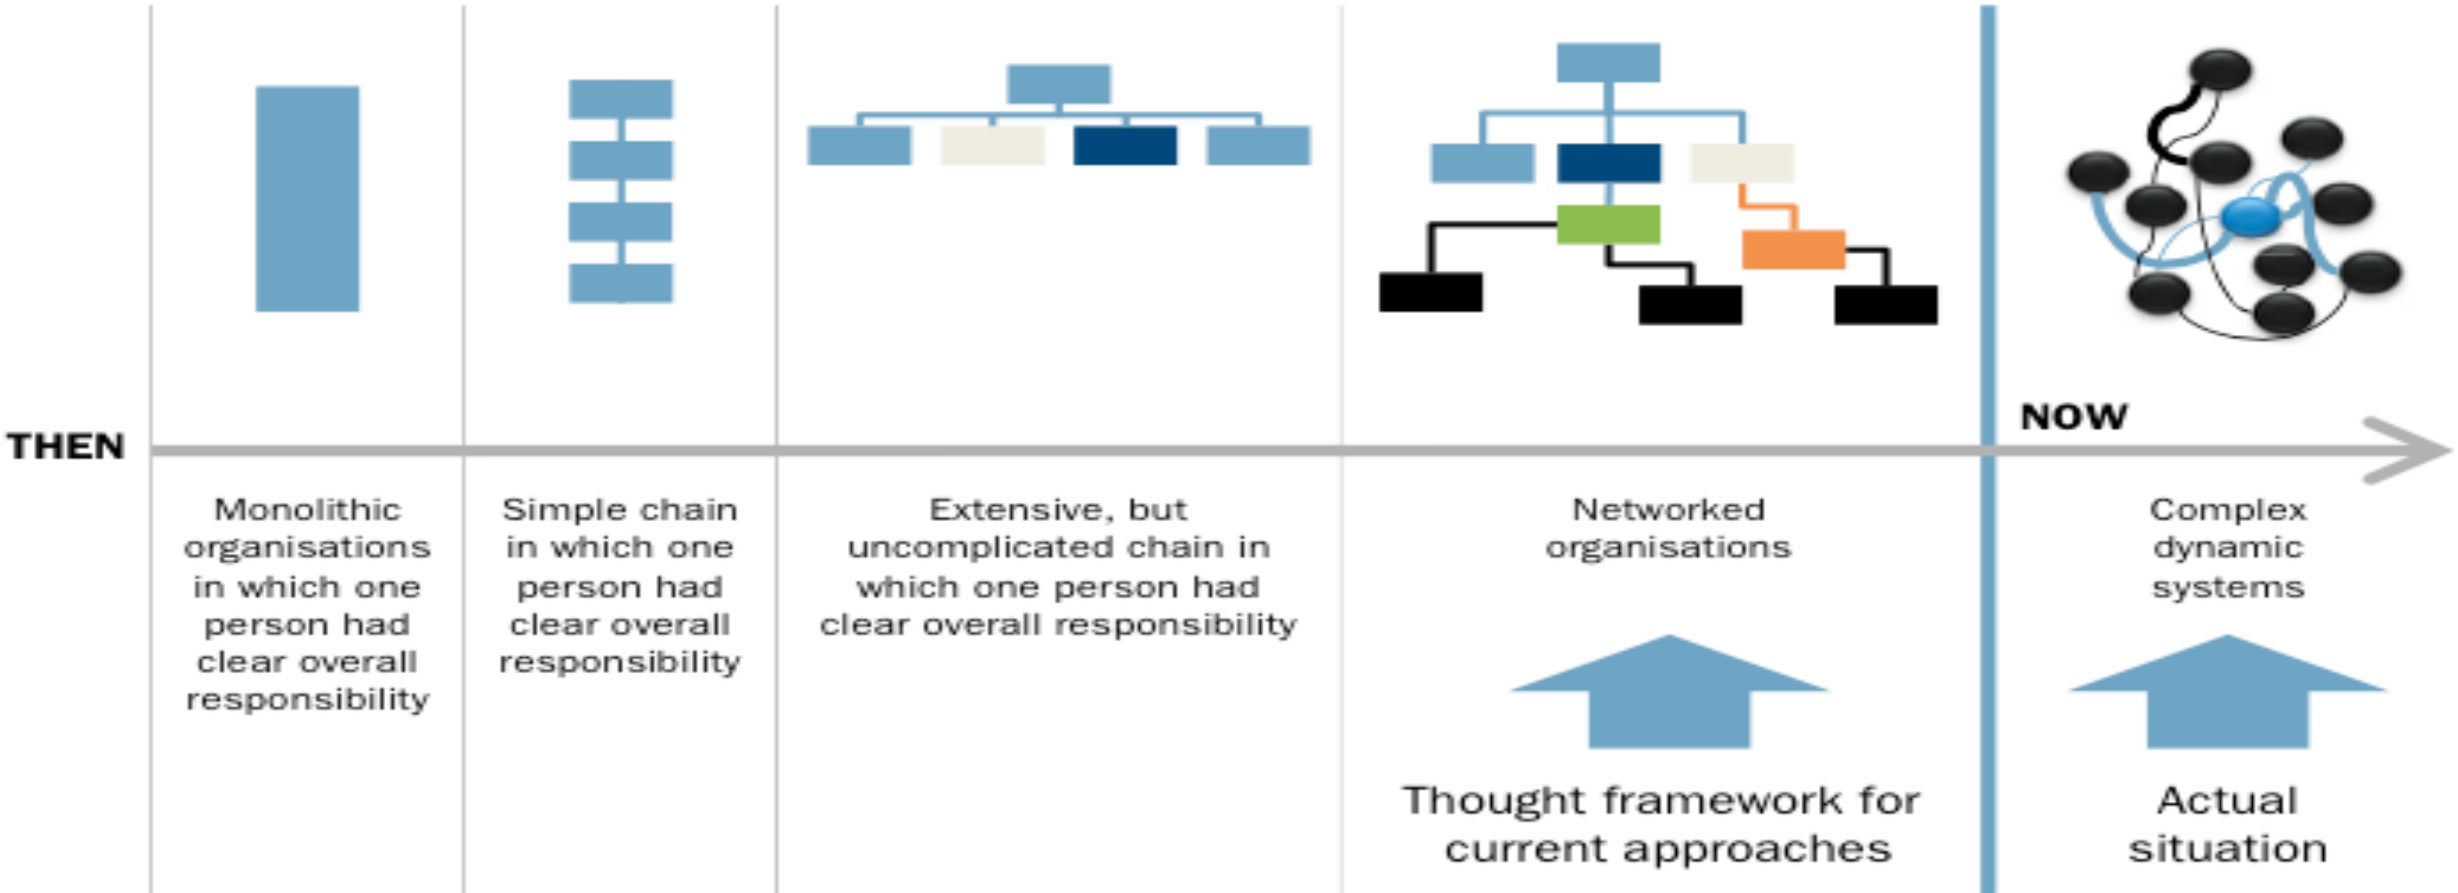 THEN
NOW
Monolithic
organisations
in which one
person had
clear overall
responsibility
Simple chain
in which one
person had
clear overall
responsibility
Extensive, but
uncomplicated chain in
which one person had
clear overall responsibility
Networked
organisations
Complex
dynamic
systems
Thought framework for
current approaches
Actual
situation